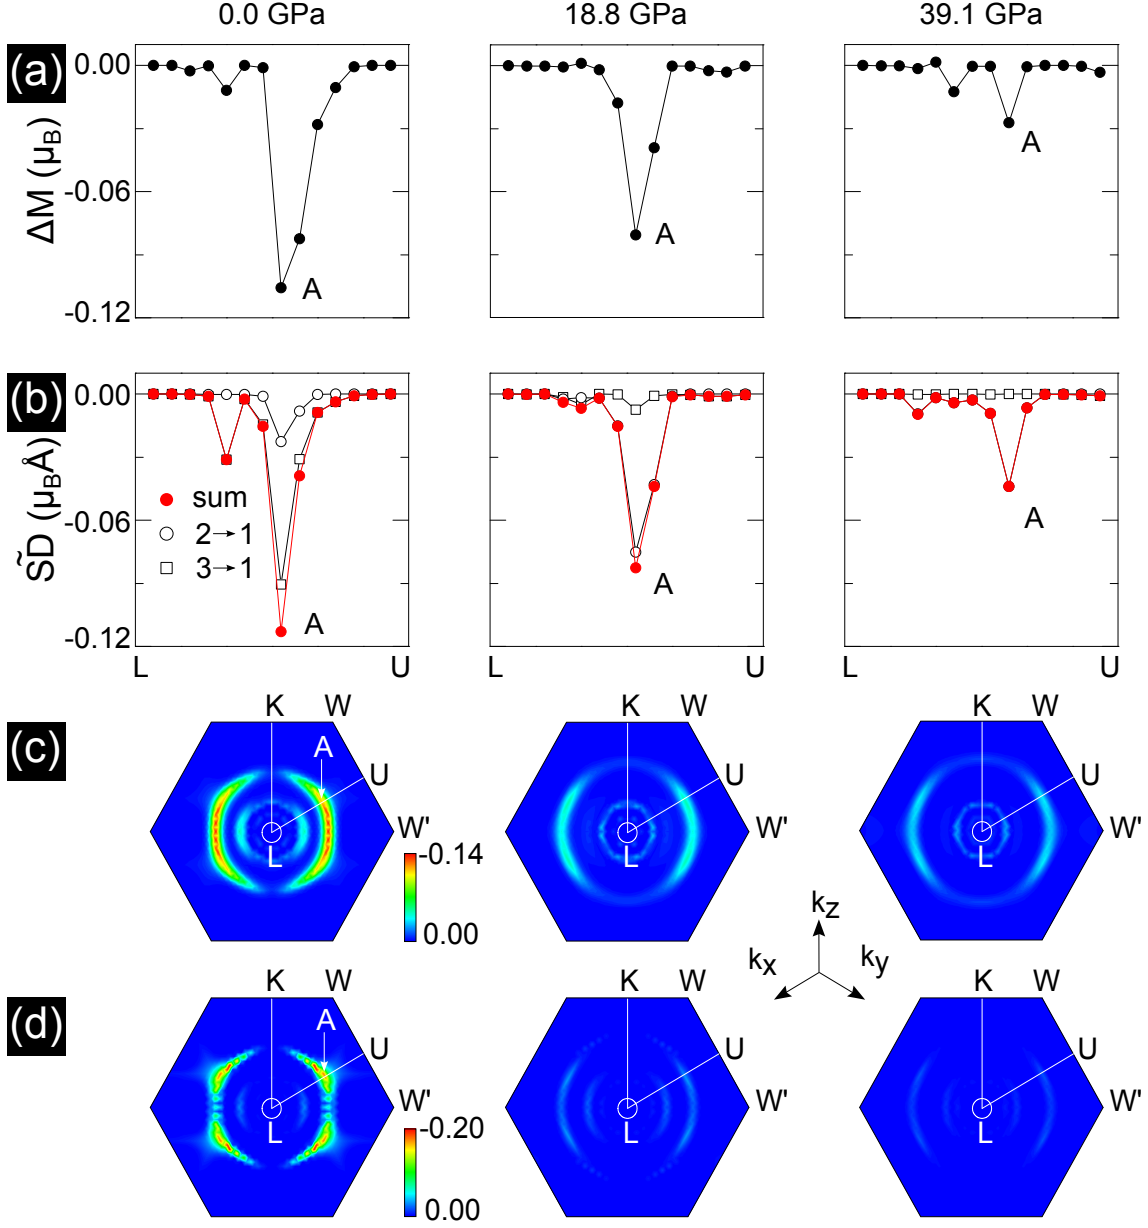 0.0 GPa 18.8 GPa 39.1 GPa
(a)
0.00
-0.06
-0.12
ΔM (μB)
A A A
(b)
0.00
-0.06
-0.12
S̃D (μBÅ)
sum
2→1
3→1
A A A
L U L U L U
(c)
K W K W K W
A
U U U
W' W' W'
L L L
-0.14
0.00
kz
kx ky
(d)
K W K W K W
A
U U U
W' W' W'
L L L
-0.20
0.00